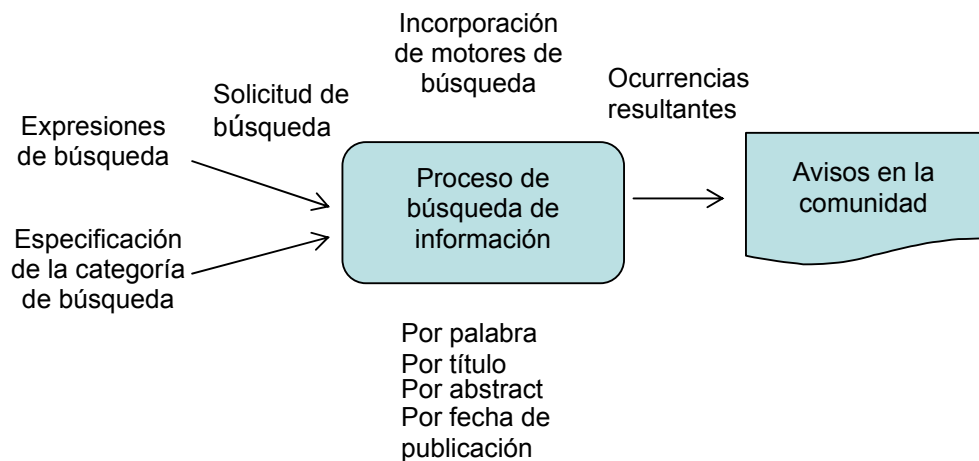 Expresiones
de búsqueda
Especificación
de la categoría
de búsqueda
Solicitud de
búsqueda
Incorporación
de motores de
búsqueda
Proceso de
búsqueda de
información
Por palabra
Por título
Por abstract
Por fecha de
publicación
Ocurrencias
resultantes
Avisos en la
comunidad